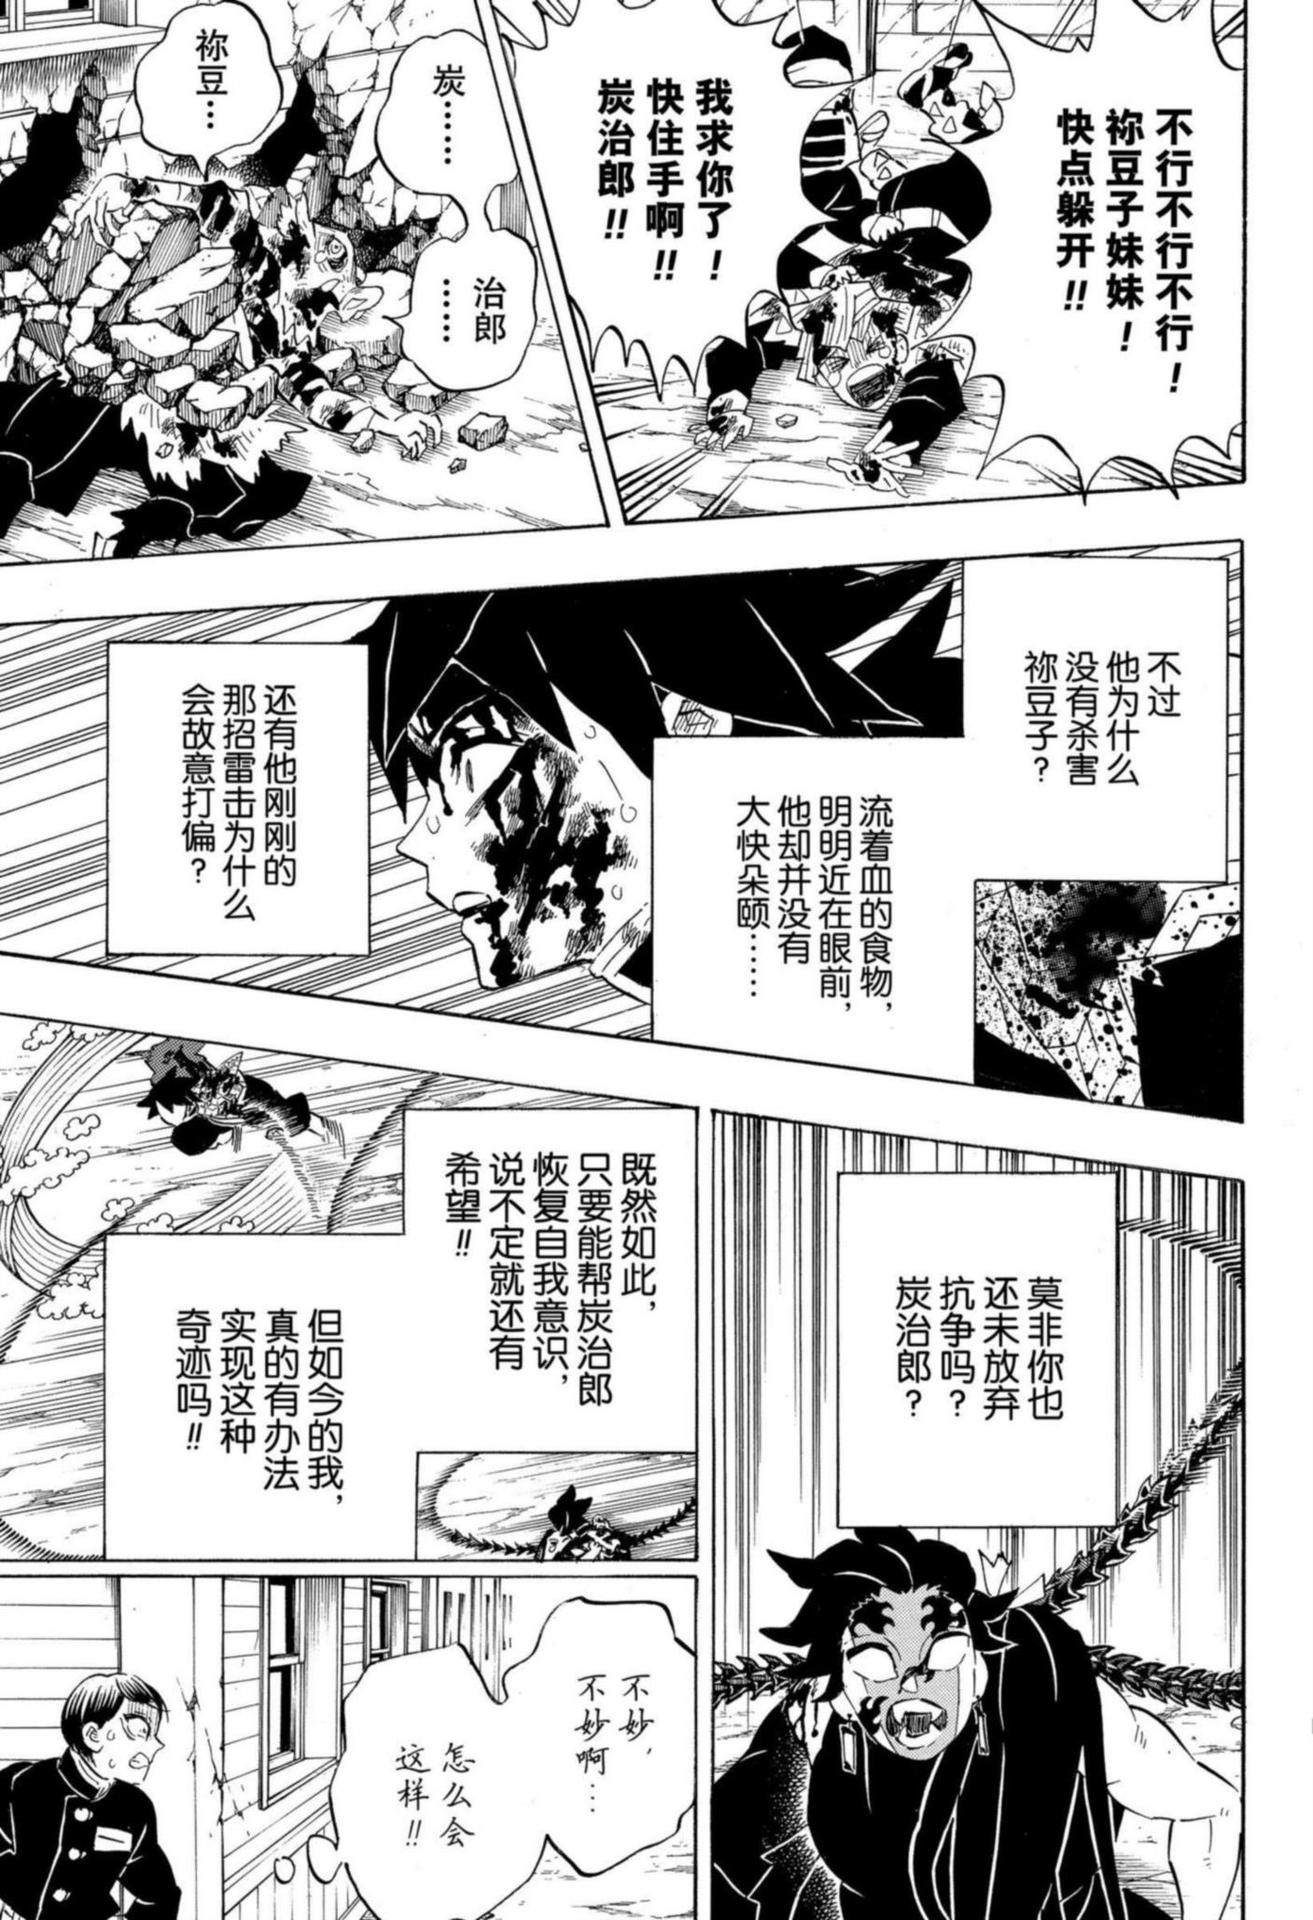 不行不行不行！
祢豆子妹妹！
快点躲开！！
我求你了！
快住手啊！！
炭治郎！！
炭……
治郎
……
祢豆…
不过
他为什么
没有杀害
祢豆子？
流着血的食物，
明明近在眼前，
他却并没有
大快朵颐……
还有他刚刚的
那招雷击为什么
会故意打偏？
莫非你也
还未放弃
抗争吗？
炭治郎？
既然如此，
只要能帮炭治郎
恢复自我意识，
说不定就还有
希望！！
但如今的我，
真的有办法
实现这种
奇迹吗！！
不妙，
不妙啊…
怎么会
这样！！